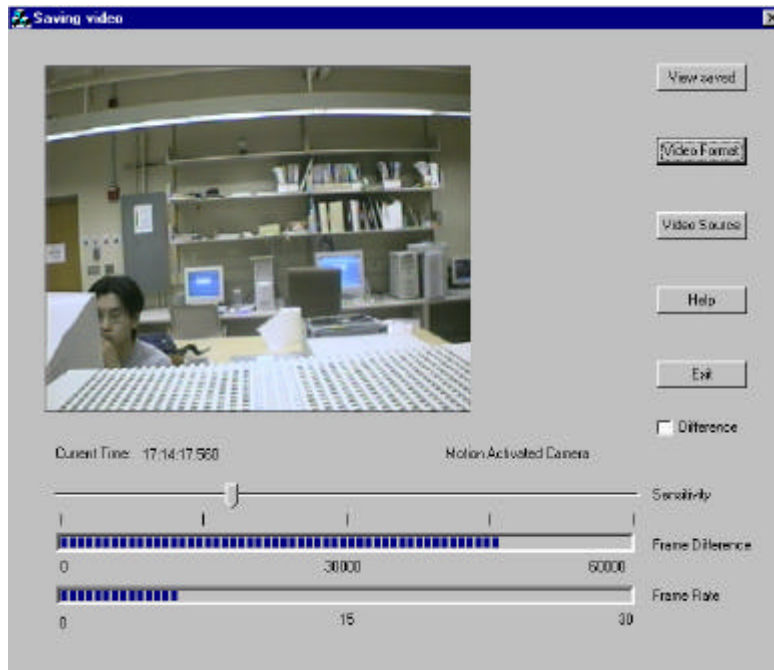 Saving video
View saved
Video Format
Video Source
Help
Exit
Difference
Current Time: 17:14:17.560
Motion Activated Camera
Sensitivity
Frame Difference
0 30000 60000
Frame Rate
0 15 30